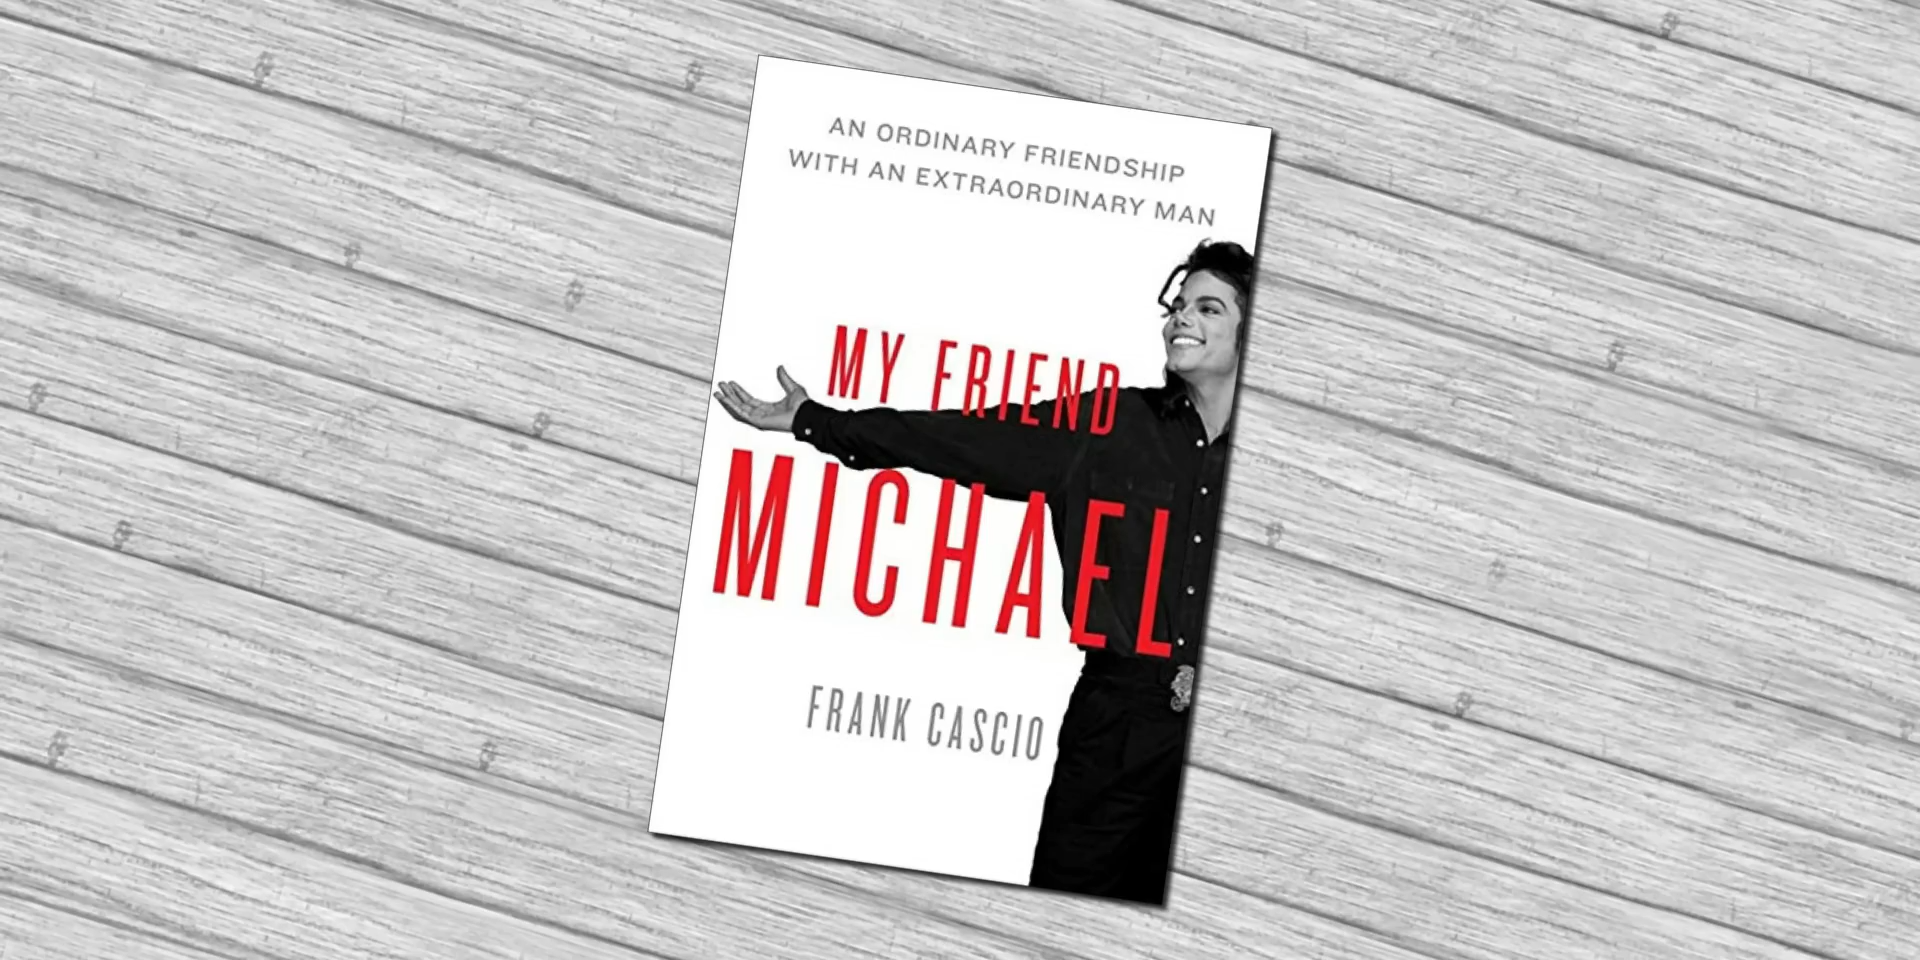 AN ORDINARY FRIENDSHIP
WITH AN EXTRAORDINARY MAN
MY FRIEND
MICHAEL
FRANK CASCIO